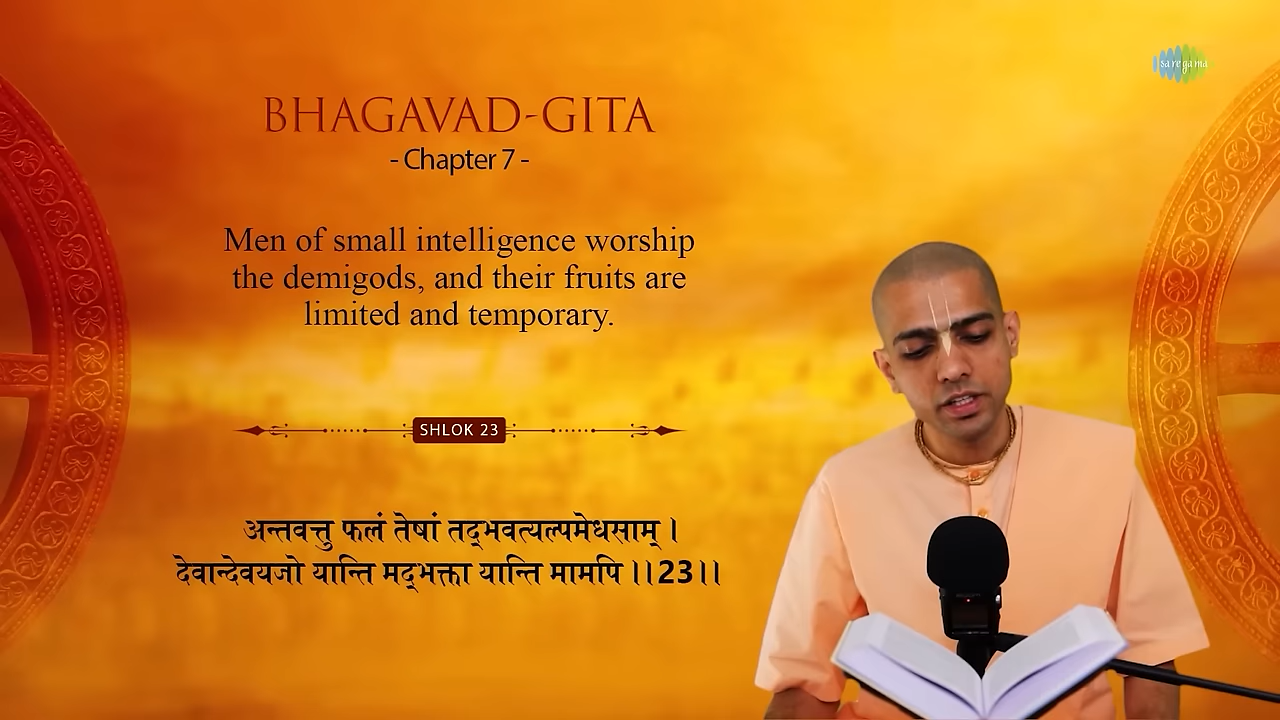 saregama
BHAGAVAD-GITA
- Chapter 7 -
Men of small intelligence worship
the demigods, and their fruits are
limited and temporary.
SHLOK 23
अन्तवत्तु फलं तेषां तद्भवत्यल्पमेधसाम् ।
देवान्देवयजो यान्ति मद्भक्ता यान्ति मामपि ।।23।।